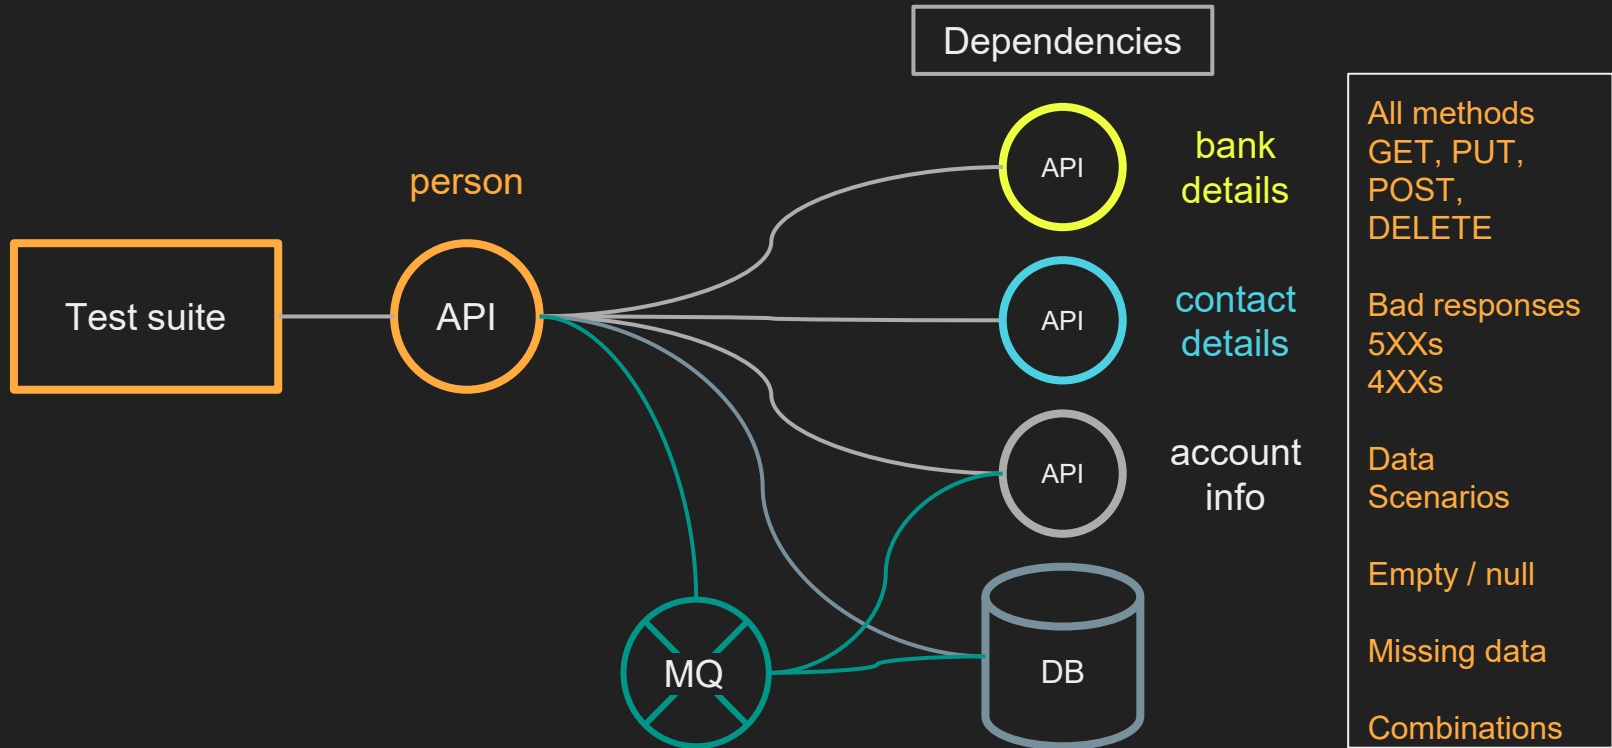 Dependencies
person
Test suite
API
API
bank
details
API
contact
details
API
account
info
MQ
DB
All methods
GET, PUT,
POST,
DELETE
Bad responses
5XXs
4XXs
Data
Scenarios
Empty / null
Missing data
Combinations